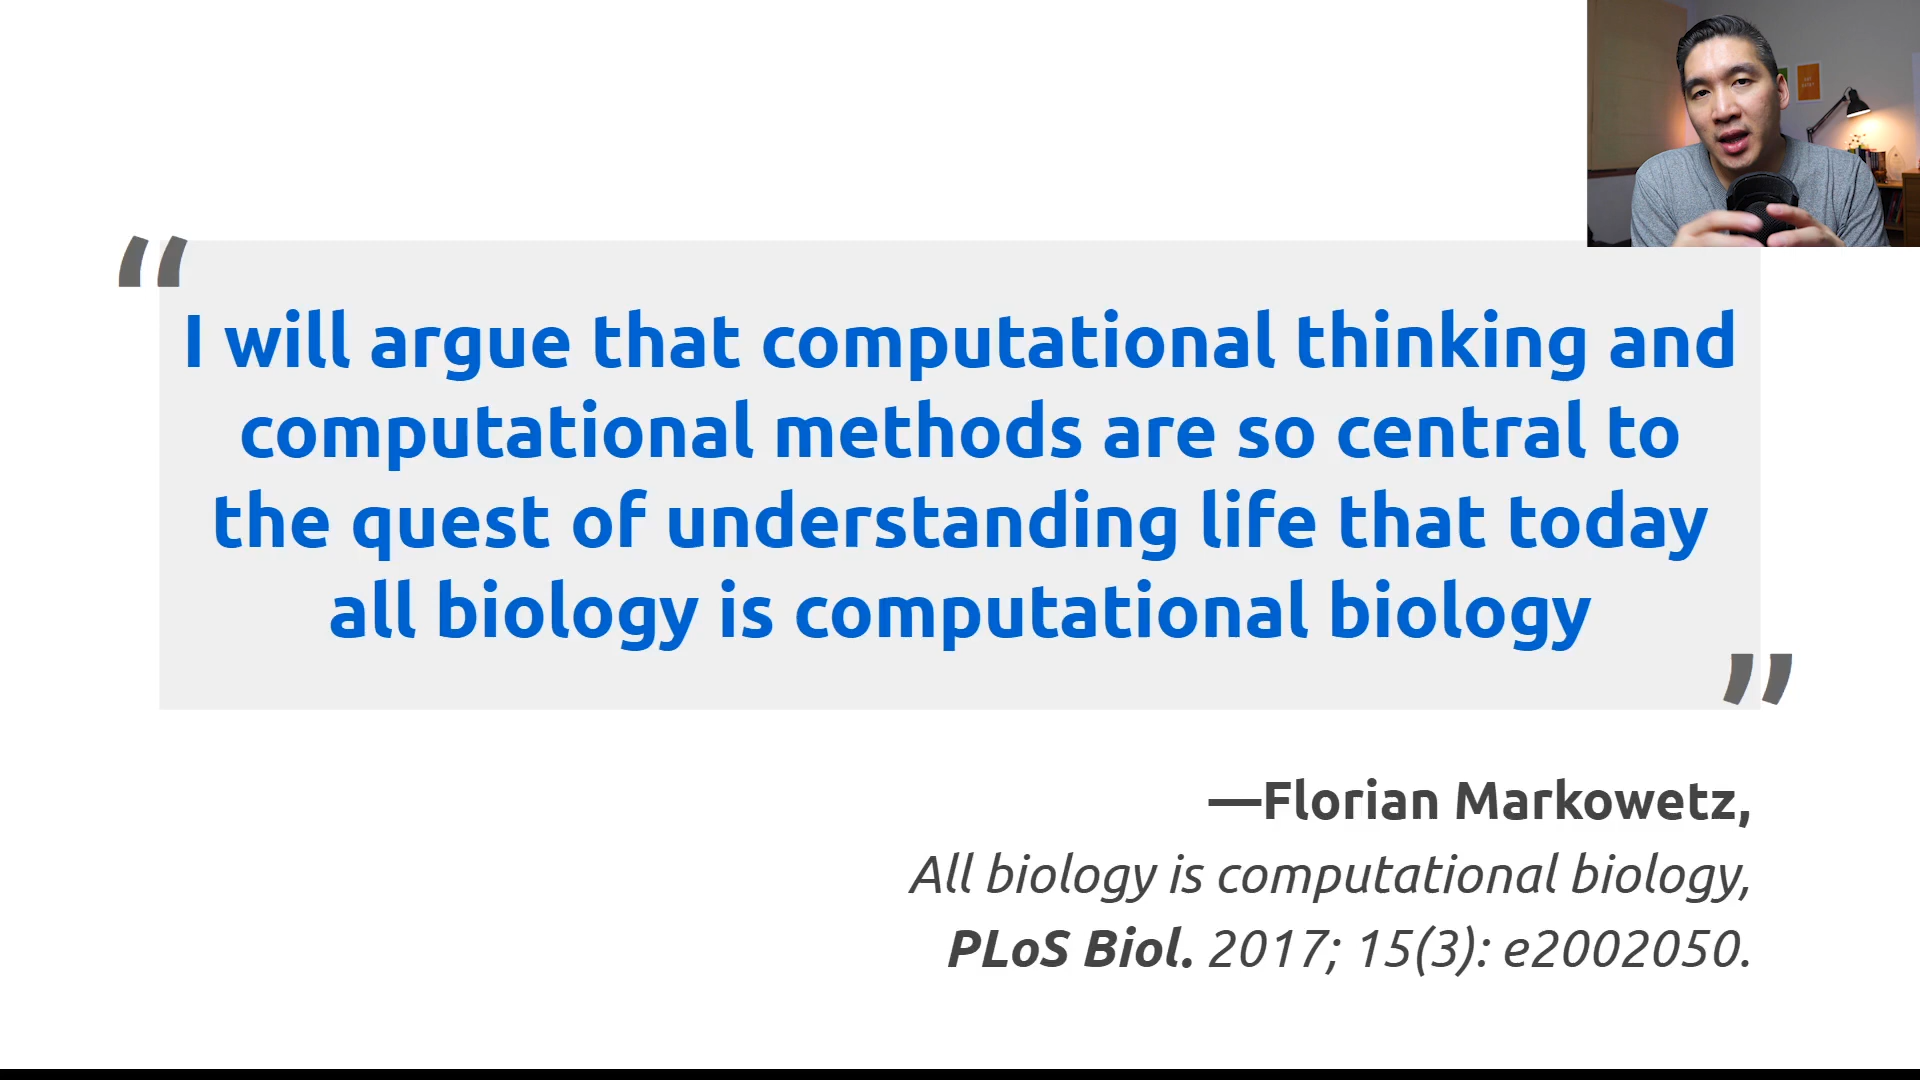 “
I will argue that computational thinking and
computational methods are so central to
the quest of understanding life that today
all biology is computational biology
”
—Florian Markowetz,
All biology is computational biology,
PLoS Biol. 2017; 15(3): e2002050.